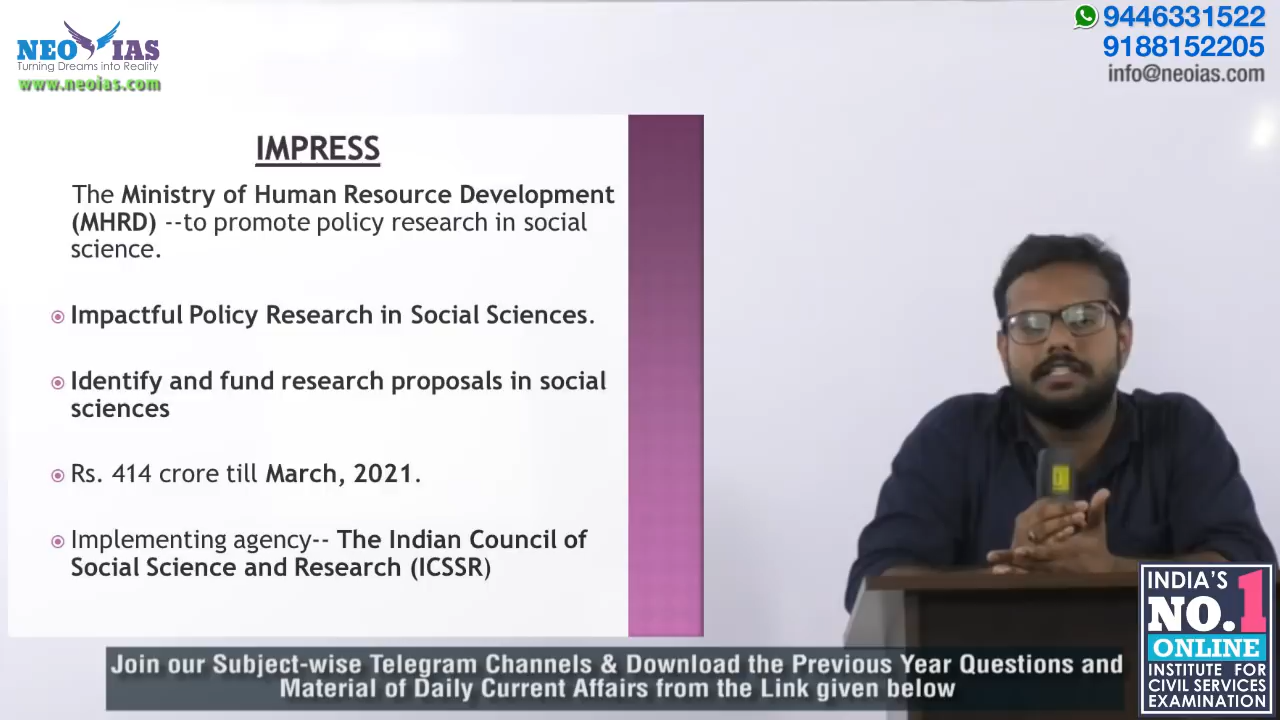 NEO IAS
Turning Dreams into Reality
www.neoias.com
9446331522
9188152205
info@neoias.com
IMPRESS
The Ministry of Human Resource Development
(MHRD) --to promote policy research in social
science.
Impactful Policy Research in Social Sciences.
Identify and fund research proposals in social
sciences
Rs. 414 crore till March, 2021.
Implementing agency-- The Indian Council of
Social Science and Research (ICSSR)
INDIA'S
NO.1
ONLINE
INSTITUTE FOR
CIVIL SERVICES
EXAMINATION
Join our Subject-wise Telegram Channels & Download the Previous Year Questions and
Material of Daily Current Affairs from the Link given below